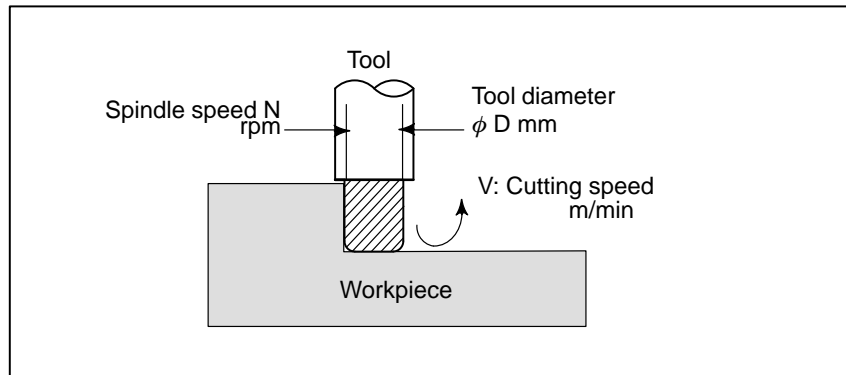 Tool
Spindle speed N
rpm
Tool diameter
ϕ D mm
V: Cutting speed
m/min
Workpiece